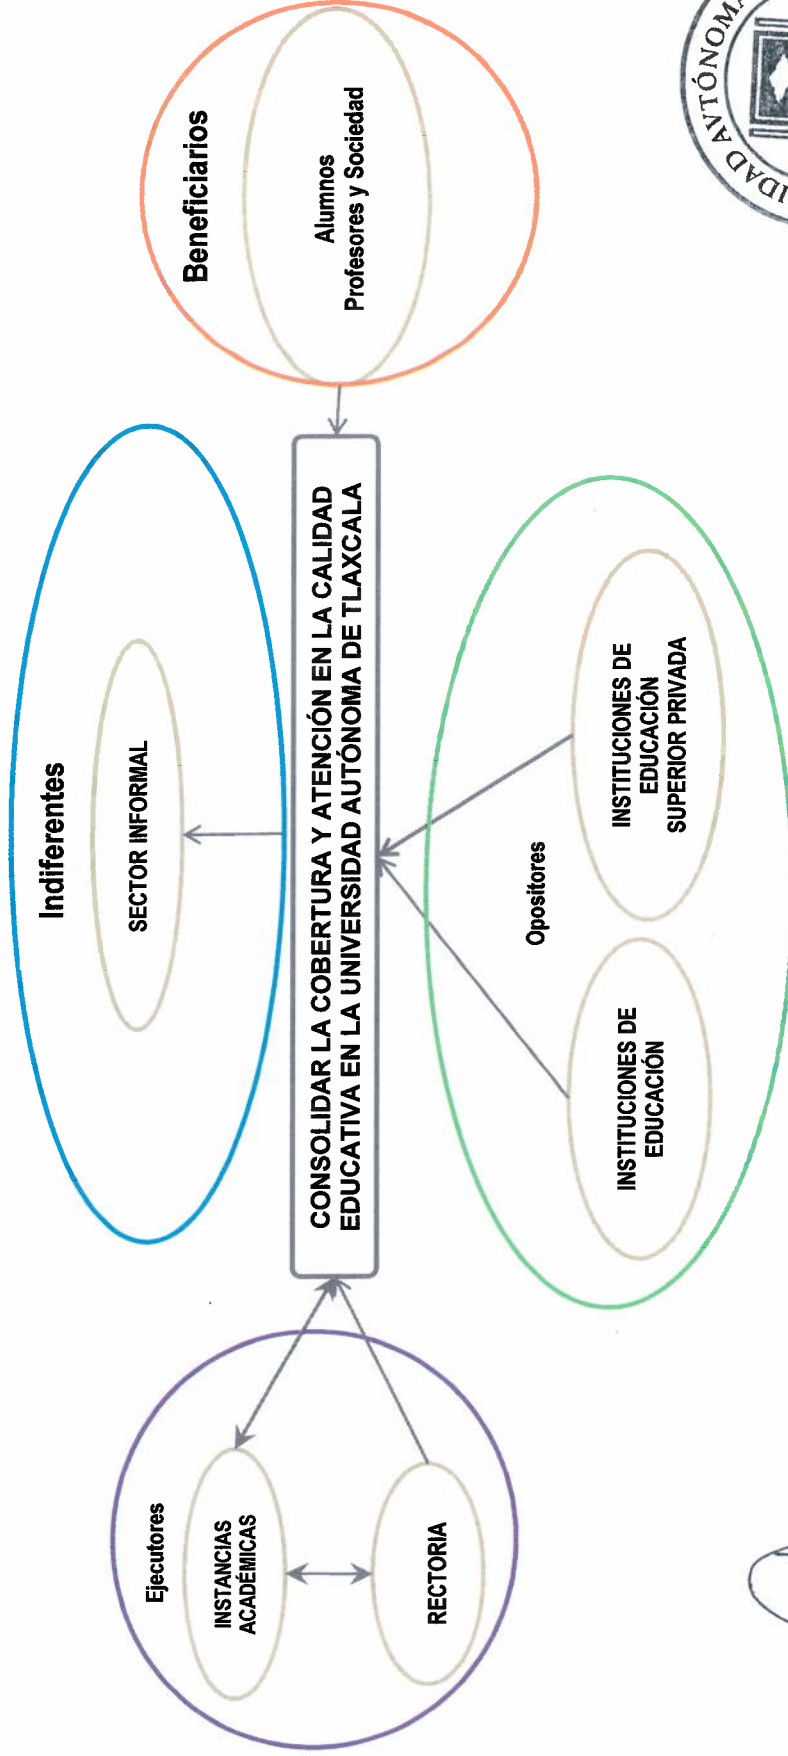 Indiferentes
SECTOR INFORMAL
Ejecutores
INSTANCIAS
ACADÉMICAS
RECTORIA
CONSOLIDAR LA COBERTURA Y ATENCIÓN EN LA CALIDAD
EDUCATIVA EN LA UNIVERSIDAD AUTÓNOMA DE TLAXCALA
Beneficiarios
Alumnos
Profesores y Sociedad
Opositores
INSTITUCIONES DE
EDUCACIÓN
INSTITUCIONES DE
EDUCACIÓN
SUPERIOR PRIVADA
AVTÓNOMA